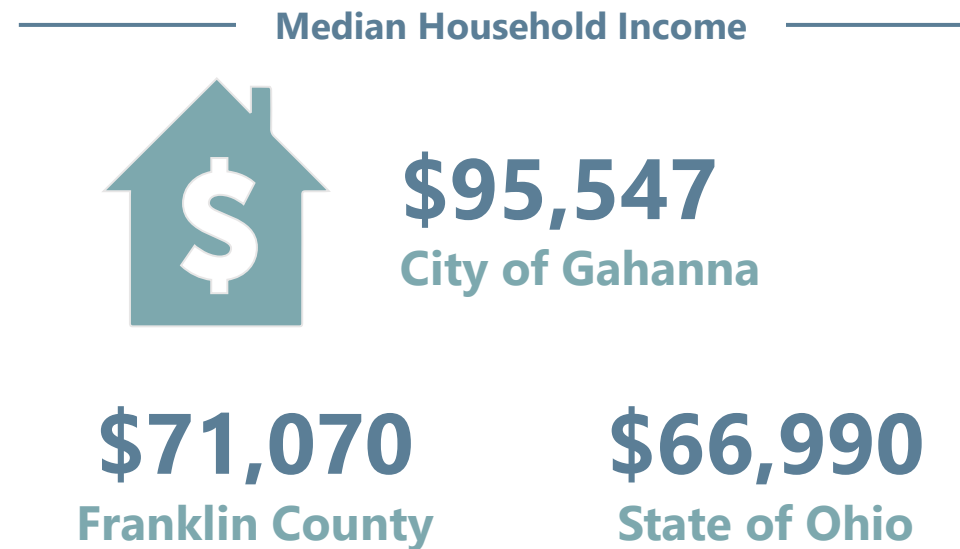 Median Household Income
$
$95,547
City of Gahanna
$71,070
Franklin County
$66,990
State of Ohio